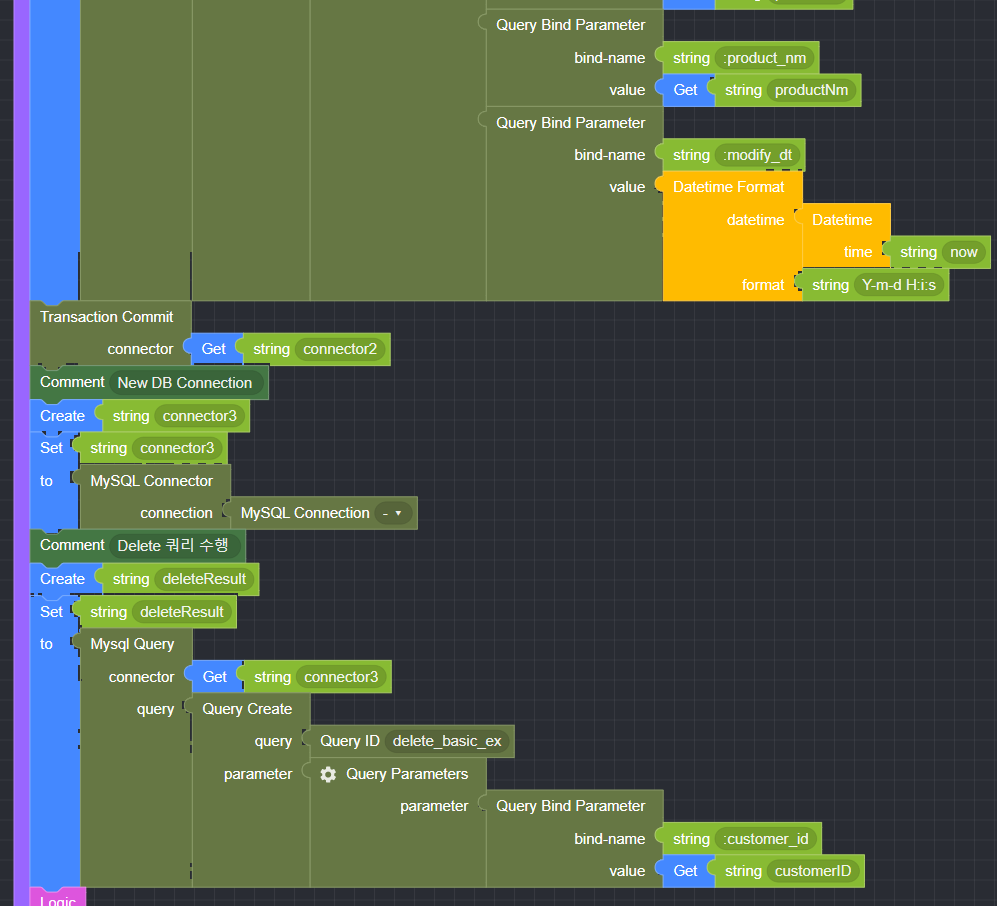 Query Bind Parameter
bind-name string :product_nm
value Get string productNm
Query Bind Parameter
bind-name string :modify_dt
value Datetime Format
datetime Datetime
time string now
format string Y-m-d H:i:s
Transaction Commit
connector Get string connector2
Comment New DB Connection
Create string connector3
Set string connector3
to MySQL Connector
connection MySQL Connection -
Comment Delete 쿼리 수행
Create string deleteResult
Set string deleteResult
to Mysql Query
connector Get string connector3
query Query Create
query Query ID delete_basic_ex
parameter Query Parameters
parameter Query Bind Parameter
bind-name string :customer_id
value Get string customerID
Logic